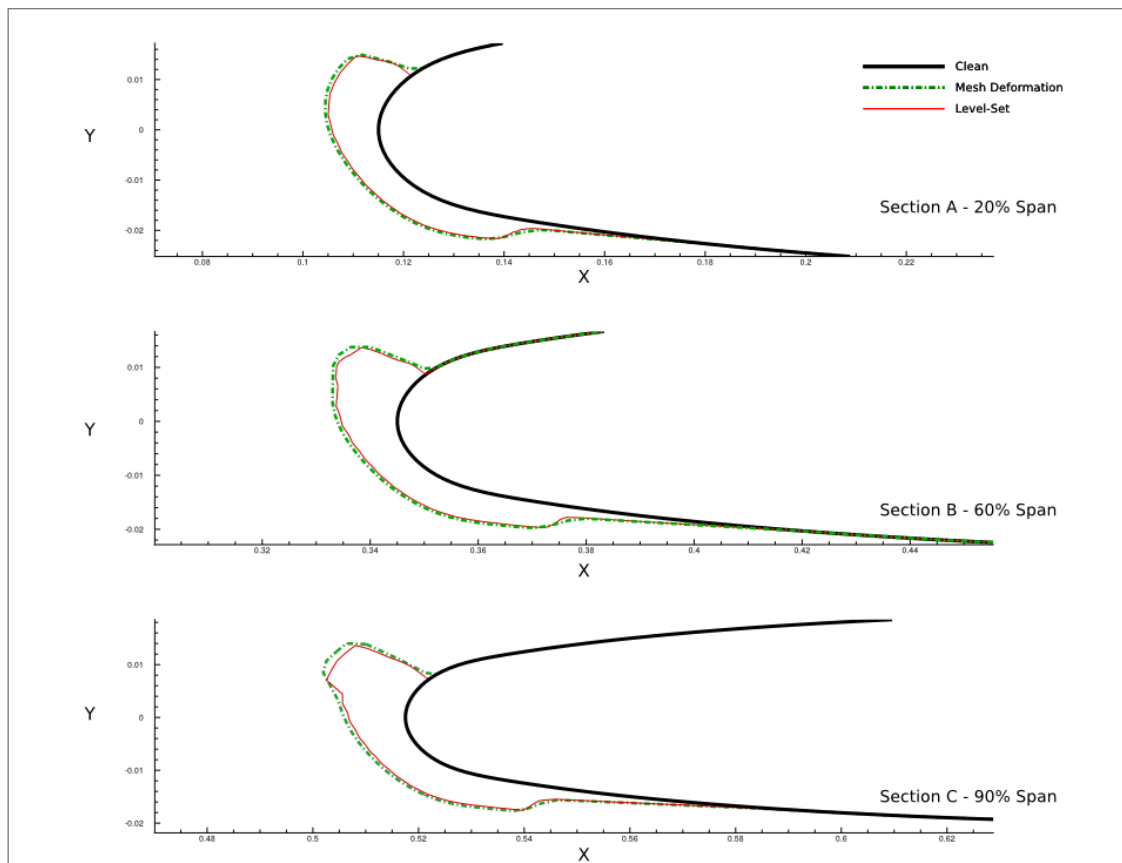 Clean
Mesh Deformation
Level-Set
0.01
0
-0.01
-0.02
Y
Section A - 20% Span
0.08 0.1 0.12 0.14 0.16 0.18 0.2 0.22
X
0.01
0
-0.01
-0.02
Y
Section B - 60% Span
0.32 0.34 0.36 0.38 0.4 0.42 0.44
X
0.01
0
-0.01
-0.02
Y
Section C - 90% Span
0.48 0.5 0.52 0.54 0.56 0.58 0.6 0.62
X